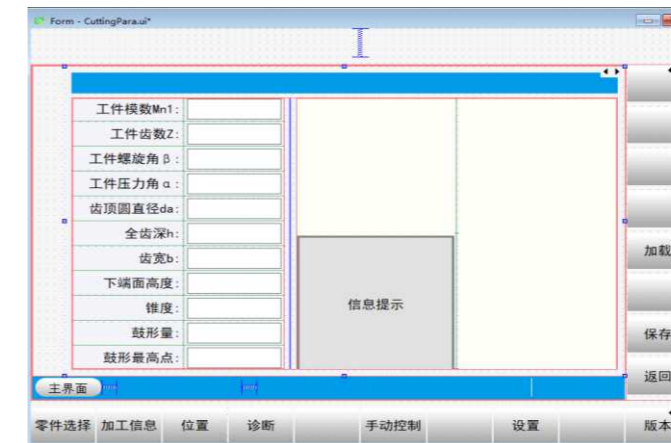 Form - CuttingPara.ui*
工件模数Mn1:
工件齿数Z:
工件螺旋角β:
工件压力角α:
齿顶圆直径da:
全齿深h:
齿宽b:
下端面高度:
锥度:
鼓形量:
鼓形最高点:
信息提示
加载
保存
返回
主界面
零件选择 加工信息 位置 诊断 手动控制 设置 版本